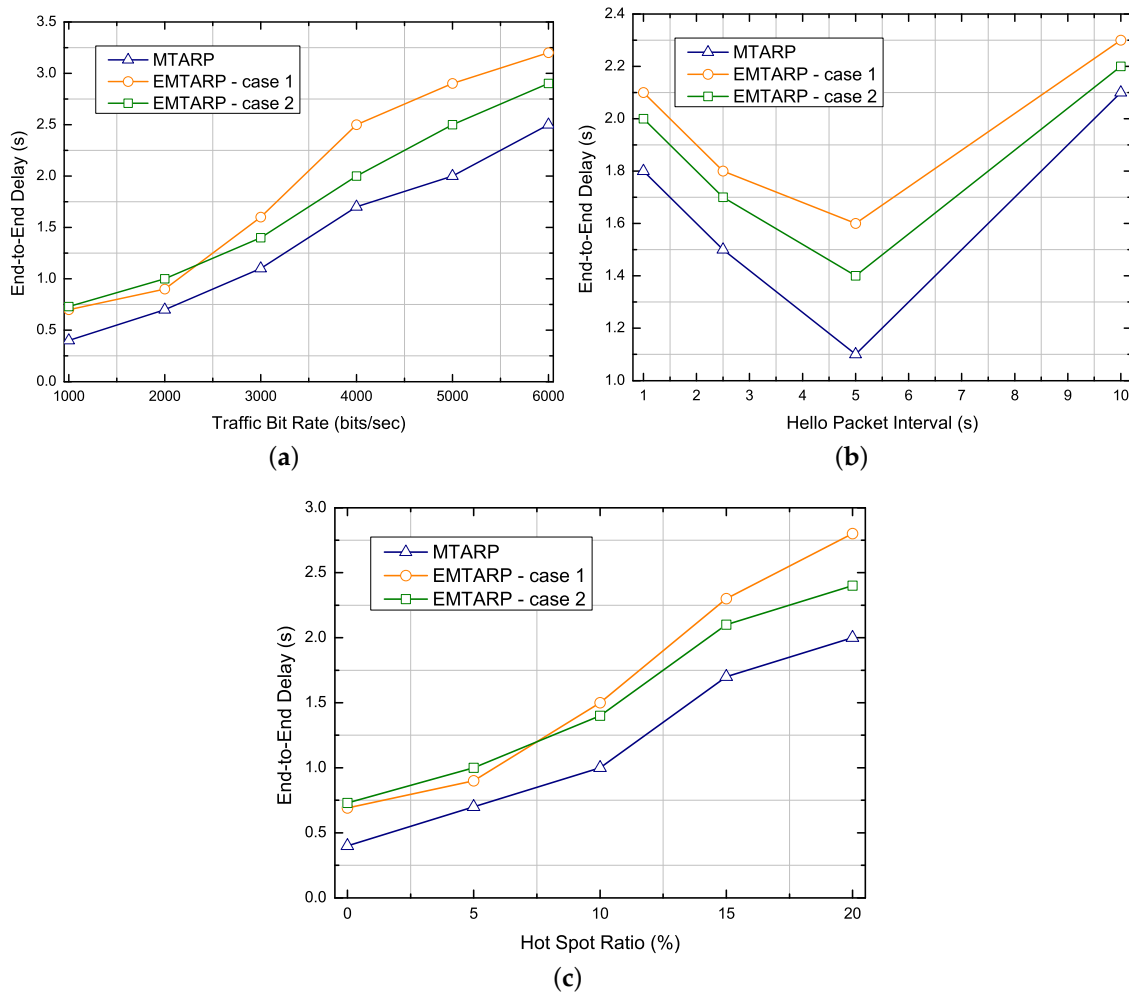 3.5
3.0
2.5
2.0
1.5
1.0
0.5
0.0
End-to-End Delay (s)
MTARP
EMTARP - case 1
EMTARP - case 2
1000 2000 3000 4000 5000 6000
Traffic Bit Rate (bits/sec)
(a)
2.4
2.2
2.0
1.8
1.6
1.4
1.2
1.0
End-to-End Delay (s)
MTARP
EMTARP - case 1
EMTARP - case 2
1 2 3 4 5 6 7 8 9 10
Hello Packet Interval (s)
(b)
3.0
2.5
2.0
1.5
1.0
0.5
0.0
End-to-End Delay (s)
MTARP
EMTARP - case 1
EMTARP - case 2
0 5 10 15 20
Hot Spot Ratio (%)
(c)